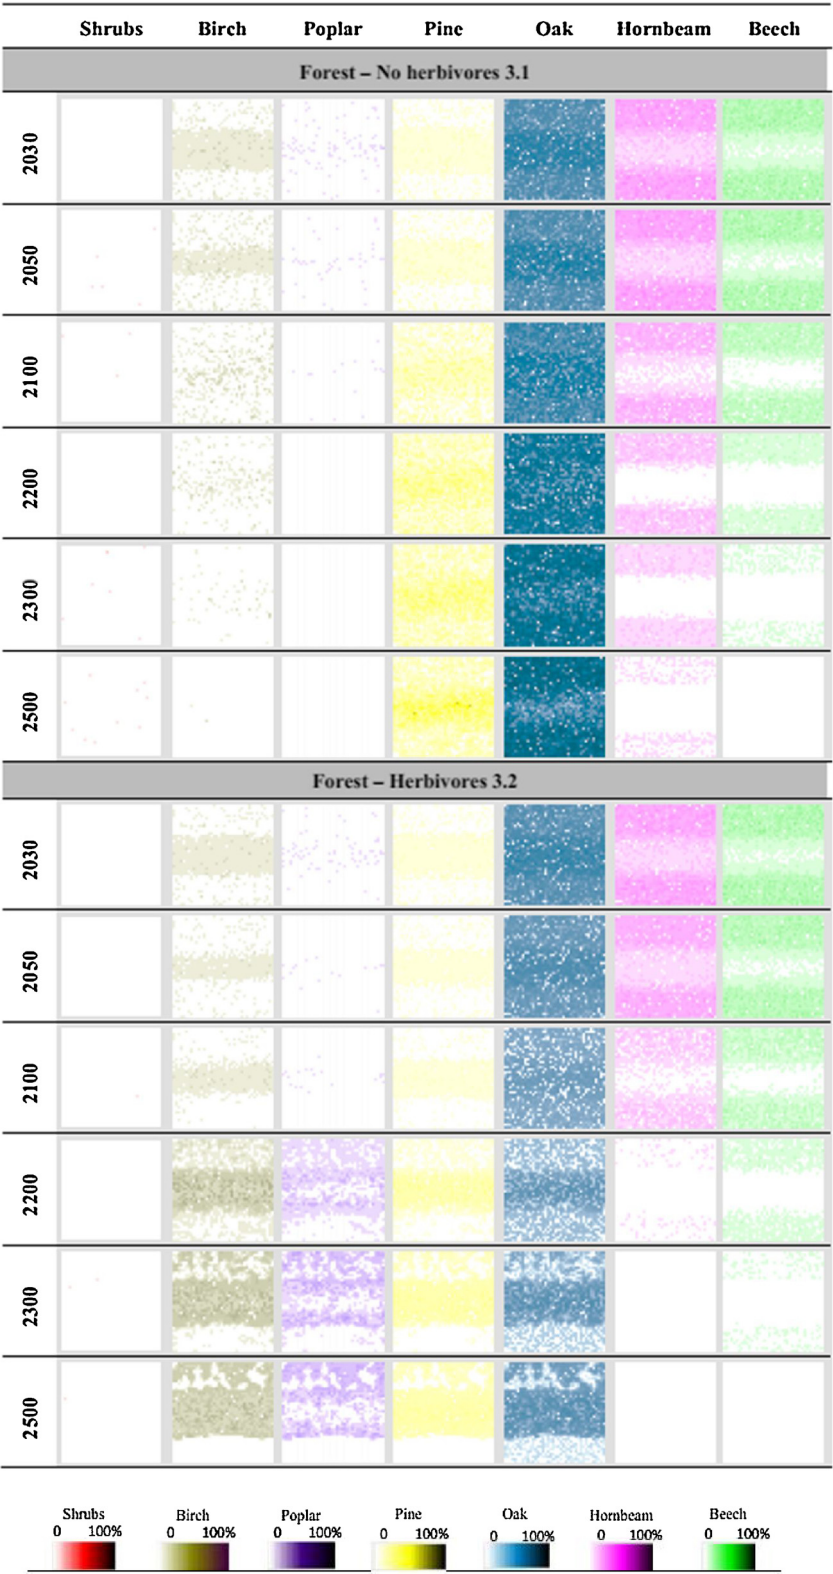 Shrubs Birch Poplar Pine Oak Hornbeam Beech
Forest – No herbivores 3.1
2030
2050
2100
2200
2300
2500
Forest – Herbivores 3.2
2030
2050
2100
2200
2300
2500
Shrubs Birch Poplar Pine Oak Hornbeam Beech
0 100% 0 100% 0 100% 0 100% 0 100% 0 100% 0 100%